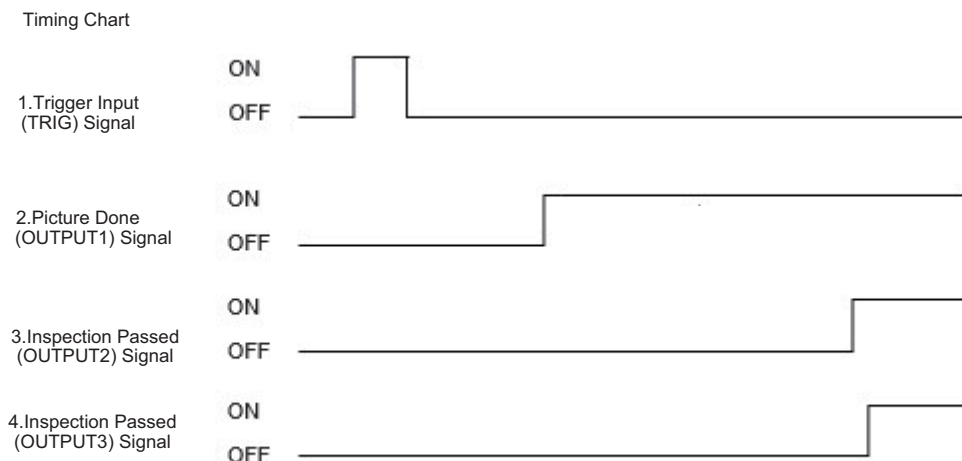 Timing Chart
ON
1.Trigger Input
(TRIG) Signal
OFF
ON
2.Picture Done
(OUTPUT1) Signal
OFF
ON
3.Inspection Passed
(OUTPUT2) Signal
OFF
ON
4.Inspection Passed
(OUTPUT3) Signal
OFF